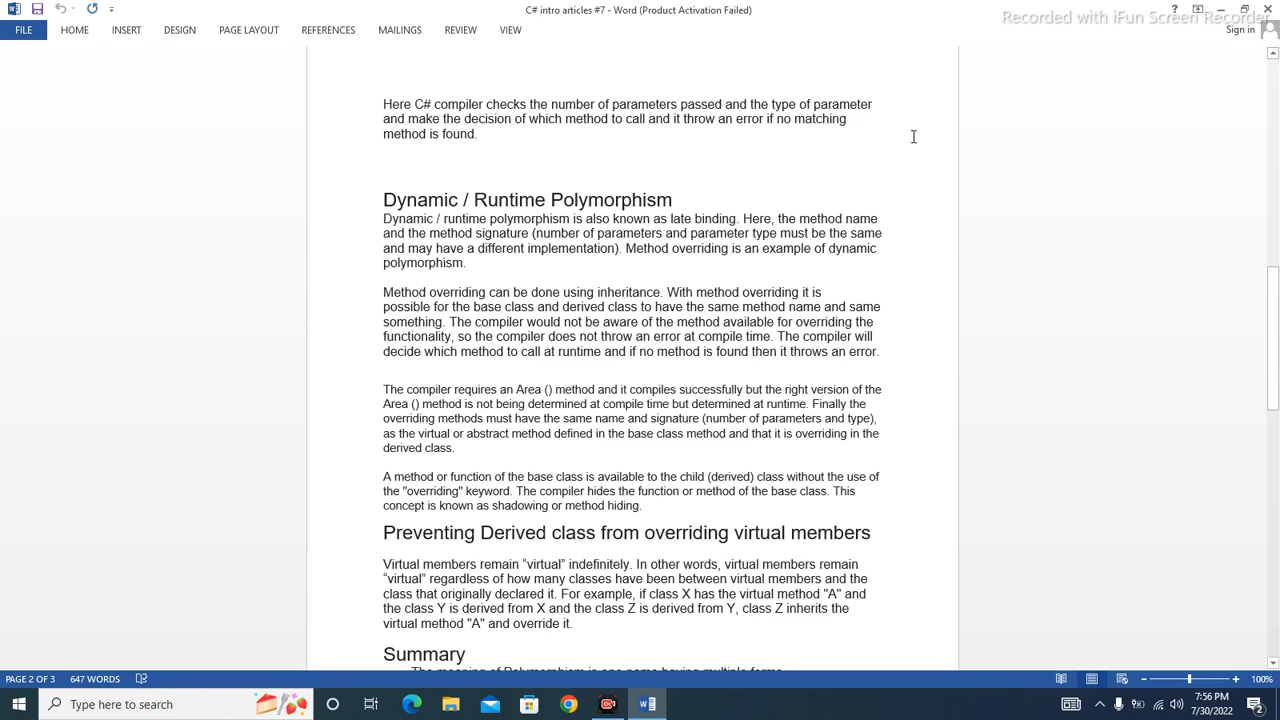 C# intro articles #7 - Word (Product Activation Failed)
Recorded with iFun Screen Recorder
FILE HOME INSERT DESIGN PAGE LAYOUT REFERENCES MAILINGS REVIEW VIEW Sign in
Here C# compiler checks the number of parameters passed and the type of parameter
and make the decision of which method to call and it throw an error if no matching
method is found.
Dynamic / Runtime Polymorphism
Dynamic / runtime polymorphism is also known as late binding. Here, the method name
and the method signature (number of parameters and parameter type must be the same
and may have a different implementation). Method overriding is an example of dynamic
polymorphism.
Method overriding can be done using inheritance. With method overriding it is
possible for the base class and derived class to have the same method name and same
something. The compiler would not be aware of the method available for overriding the
functionality, so the compiler does not throw an error at compile time. The compiler will
decide which method to call at runtime and if no method is found then it throws an error.
The compiler requires an Area () method and it compiles successfully but the right version of the
Area () method is not being determined at compile time but determined at runtime. Finally the
overriding methods must have the same name and signature (number of parameters and type),
as the virtual or abstract method defined in the base class method and that it is overriding in the
derived class.
A method or function of the base class is available to the child (derived) class without the use of
the "overriding" keyword. The compiler hides the function or method of the base class. This
concept is known as shadowing or method hiding.
Preventing Derived class from overriding virtual members
Virtual members remain “virtual” indefinitely. In other words, virtual members remain
“virtual” regardless of how many classes have been between virtual members and the
class that originally declared it. For example, if class X has the virtual method "A" and
the class Y is derived from X and the class Z is derived from Y, class Z inherits the
virtual method "A" and override it.
Summary
The meaning of Polymorphism is one name having multiple forms.
PAGE 2 OF 3 647 WORDS 100%
Type here to search
7:56 PM
7/30/2022
2